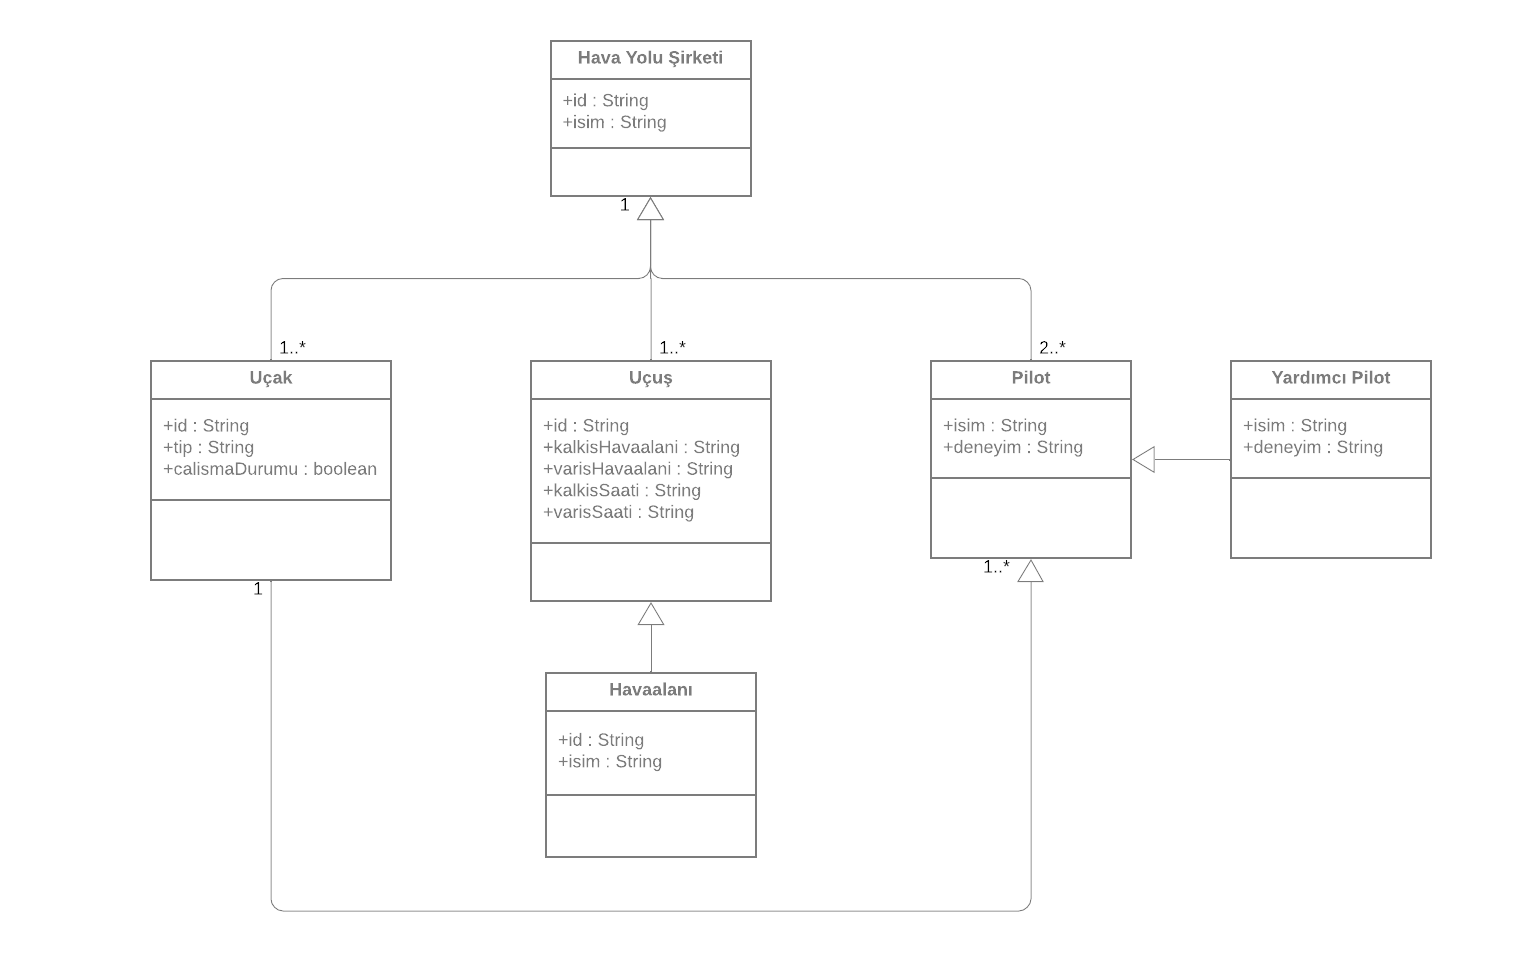 Hava Yolu Şirketi
+id : String
+isim : String
1
1..*
1..*
2..*
Uçak
+id : String
+tip : String
+calismaDurumu : boolean
1
Uçuş
+id : String
+kalkisHavaalani : String
+varisHavaalani : String
+kalkisSaati : String
+varisSaati : String
Pilot
+isim : String
+deneyim : String
1..*
Yardımcı Pilot
+isim : String
+deneyim : String
Havaalanı
+id : String
+isim : String